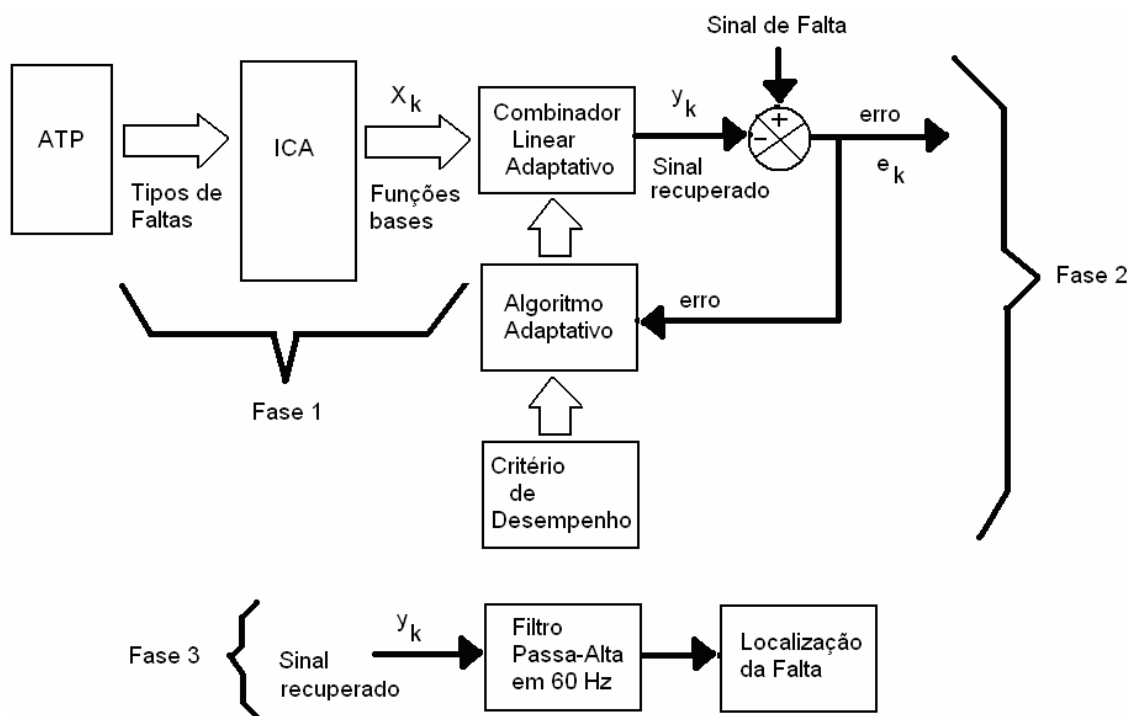 Sinal de Falta
ATP
Tipos de
Faltas
ICA
X k
Funções
bases
Combinador
Linear
Adaptativo
y k
Sinal
recuperado
+
−
erro
e k
Fase 2
Algoritmo
Adaptativo
erro
Fase 1
Critério
de
Desempenho
Fase 3
Sinal
recuperado
y k
Filtro
Passa-Alta
em 60 Hz
Localização
da Falta